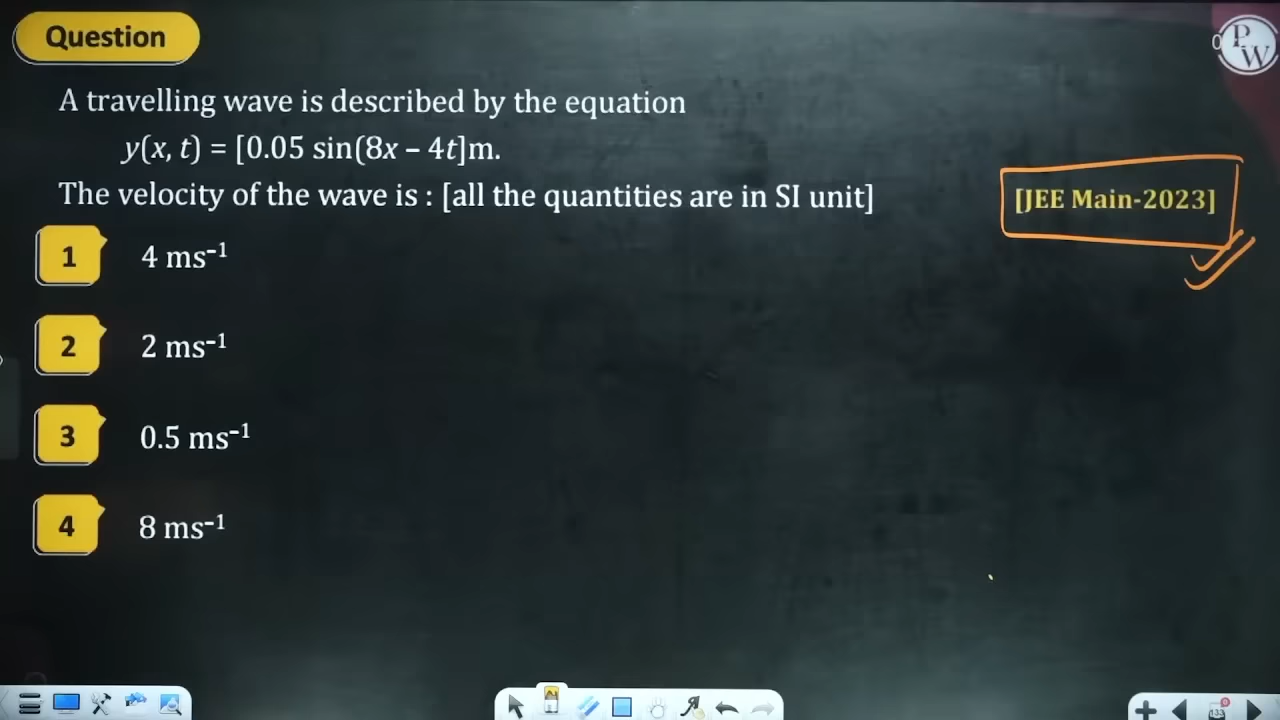 Question
PW
A travelling wave is described by the equation
y(x, t) = [0.05 sin(8x – 4t]m.
The velocity of the wave is : [all the quantities are in SI unit]
[JEE Main-2023]
1 4 ms⁻¹
2 2 ms⁻¹
3 0.5 ms⁻¹
4 8 ms⁻¹
133